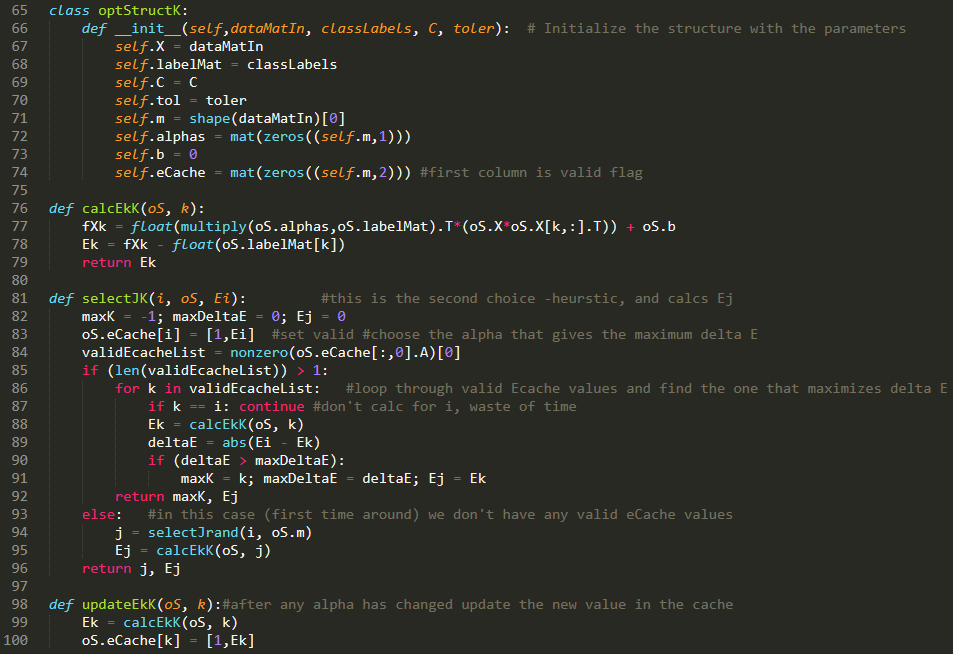 65 class optStructK:
66     def __init__(self,dataMatIn, classLabels, C, toler):  # Initialize the structure with the parameters
67         self.X = dataMatIn
68         self.labelMat = classLabels
69         self.C = C
70         self.tol = toler
71         self.m = shape(dataMatIn)[0]
72         self.alphas = mat(zeros((self.m,1)))
73         self.b = 0
74         self.eCache = mat(zeros((self.m,2))) #first column is valid flag
75
76 def calcEkK(oS, k):
77     fXk = float(multiply(oS.alphas,oS.labelMat).T*(oS.X*oS.X[k,:].T)) + oS.b
78     Ek = fXk - float(oS.labelMat[k])
79     return Ek
80
81 def selectJK(i, oS, Ei):         #this is the second choice -heurstic, and calcs Ej
82     maxK = -1; maxDeltaE = 0; Ej = 0
83     oS.eCache[i] = [1,Ei]  #set valid #choose the alpha that gives the maximum delta E
84     validEcacheList = nonzero(oS.eCache[:,0].A)[0]
85     if (len(validEcacheList)) > 1:
86         for k in validEcacheList:   #loop through valid Ecache values and find the one that maximizes delta E
87             if k == i: continue #don't calc for i, waste of time
88             Ek = calcEkK(oS, k)
89             deltaE = abs(Ei - Ek)
90             if (deltaE > maxDeltaE):
91                 maxK = k; maxDeltaE = deltaE; Ej = Ek
92         return maxK, Ej
93     else:   #in this case (first time around) we don't have any valid eCache values
94         j = selectJrand(i, oS.m)
95         Ej = calcEkK(oS, j)
96     return j, Ej
97
98 def updateEkK(oS, k):#after any alpha has changed update the new value in the cache
99     Ek = calcEkK(oS, k)
100     oS.eCache[k] = [1,Ek]